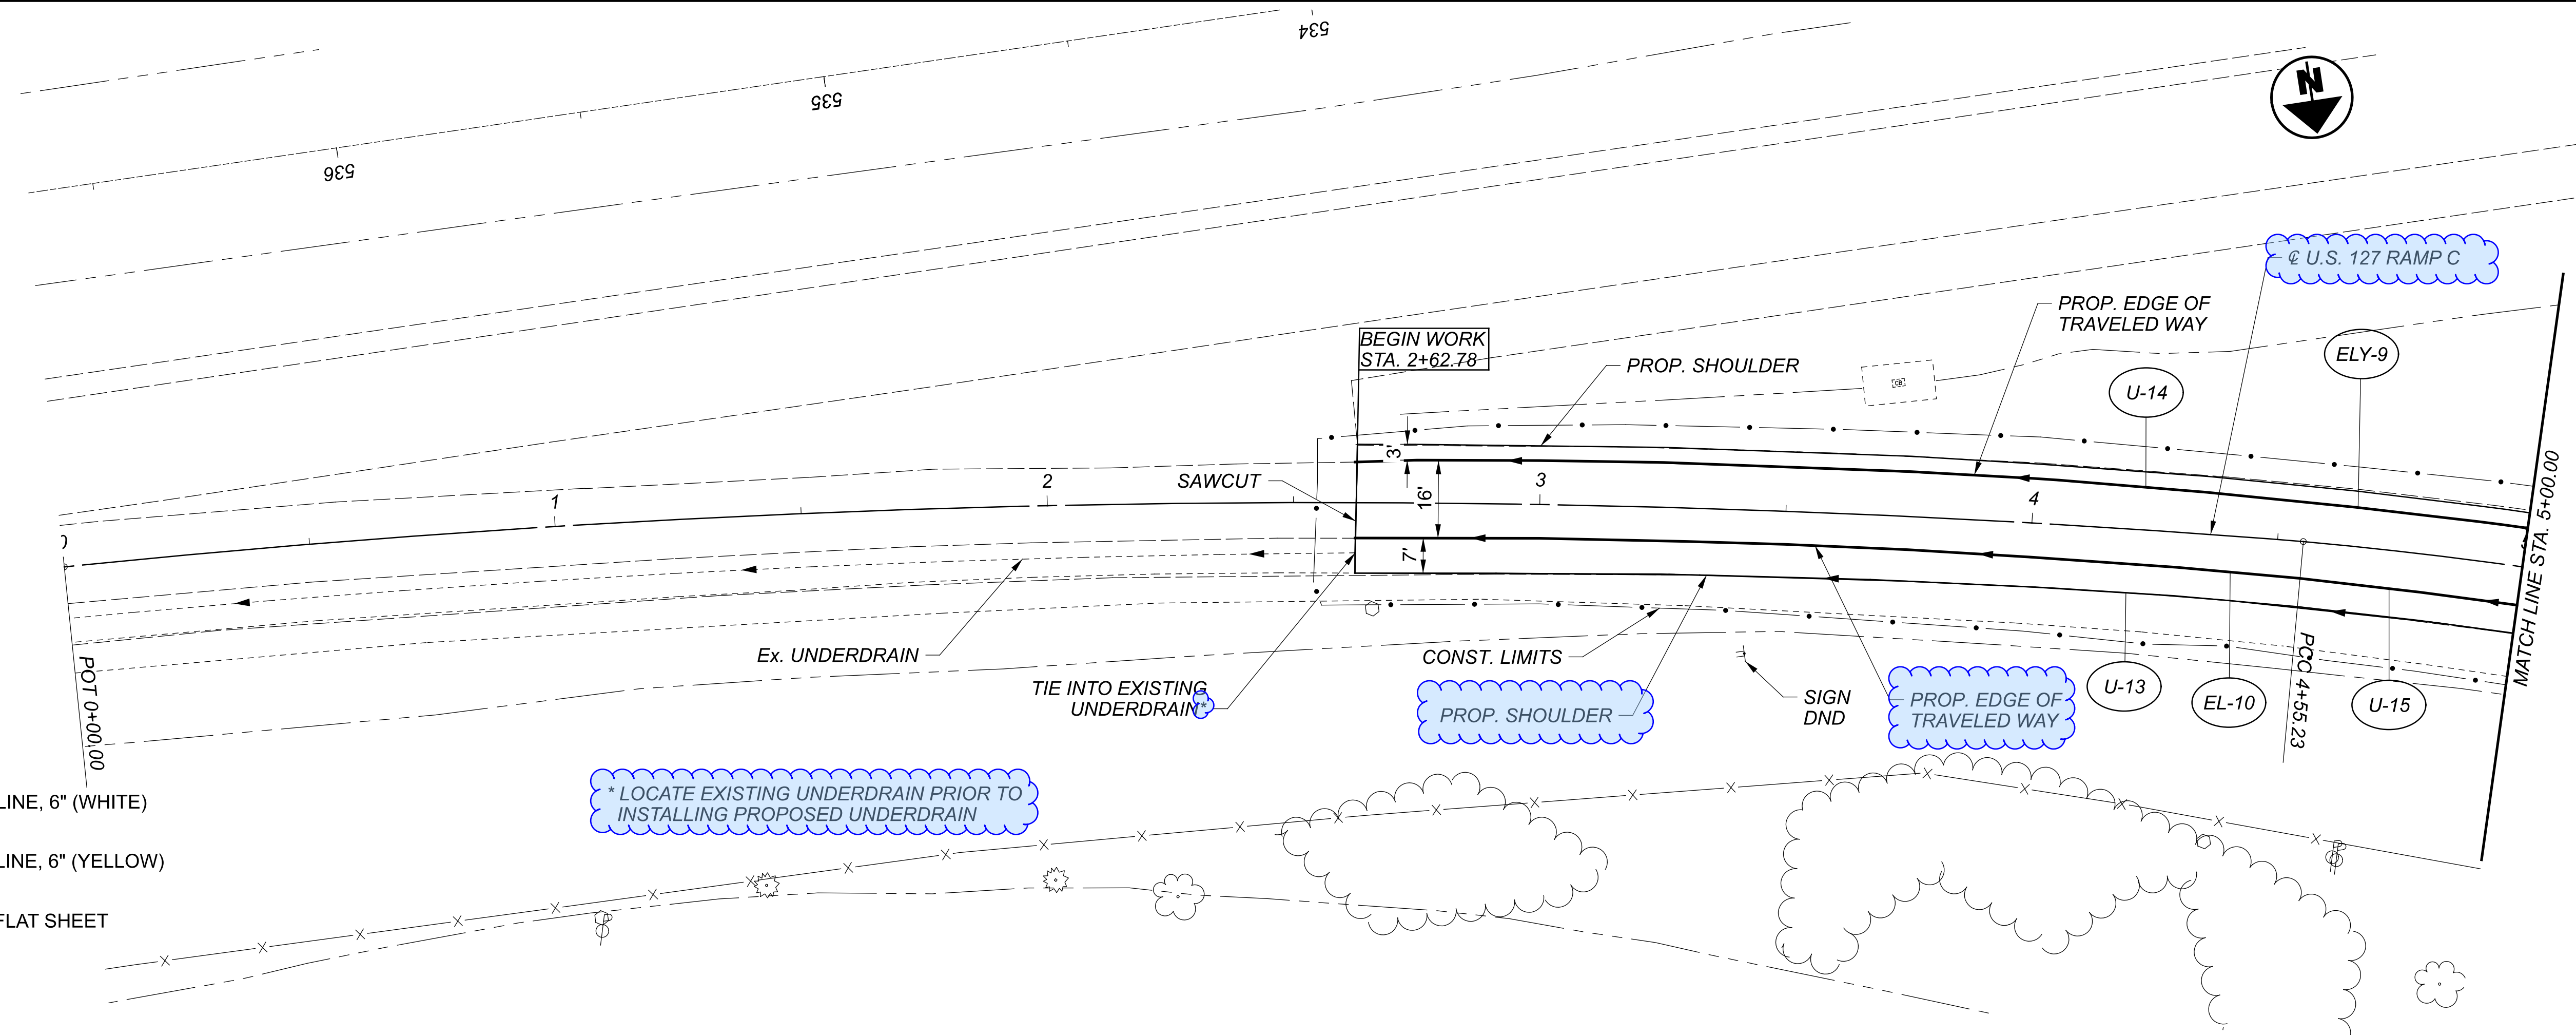 534
535
536
N
℄ U.S. 127 RAMP C
PROP. EDGE OF
TRAVELED WAY
BEGIN WORK
STA. 2+62.78
PROP. SHOULDER
ELY-9
CB
U-14
3'
SAWCUT
16'
1
2
3
4
0
7'
MATCH LINE STA. 5+00.00
Ex. UNDERDRAIN
CONST. LIMITS
POT 0+00.00
TIE INTO EXISTING
UNDERDRAIN*
PROP. SHOULDER
SIGN
DND
PROP. EDGE OF
TRAVELED WAY
U-13
EL-10
PCC 4+55.23
U-15
* LOCATE EXISTING UNDERDRAIN PRIOR TO
INSTALLING PROPOSED UNDERDRAIN
LINE, 6" (WHITE)
LINE, 6" (YELLOW)
FLAT SHEET